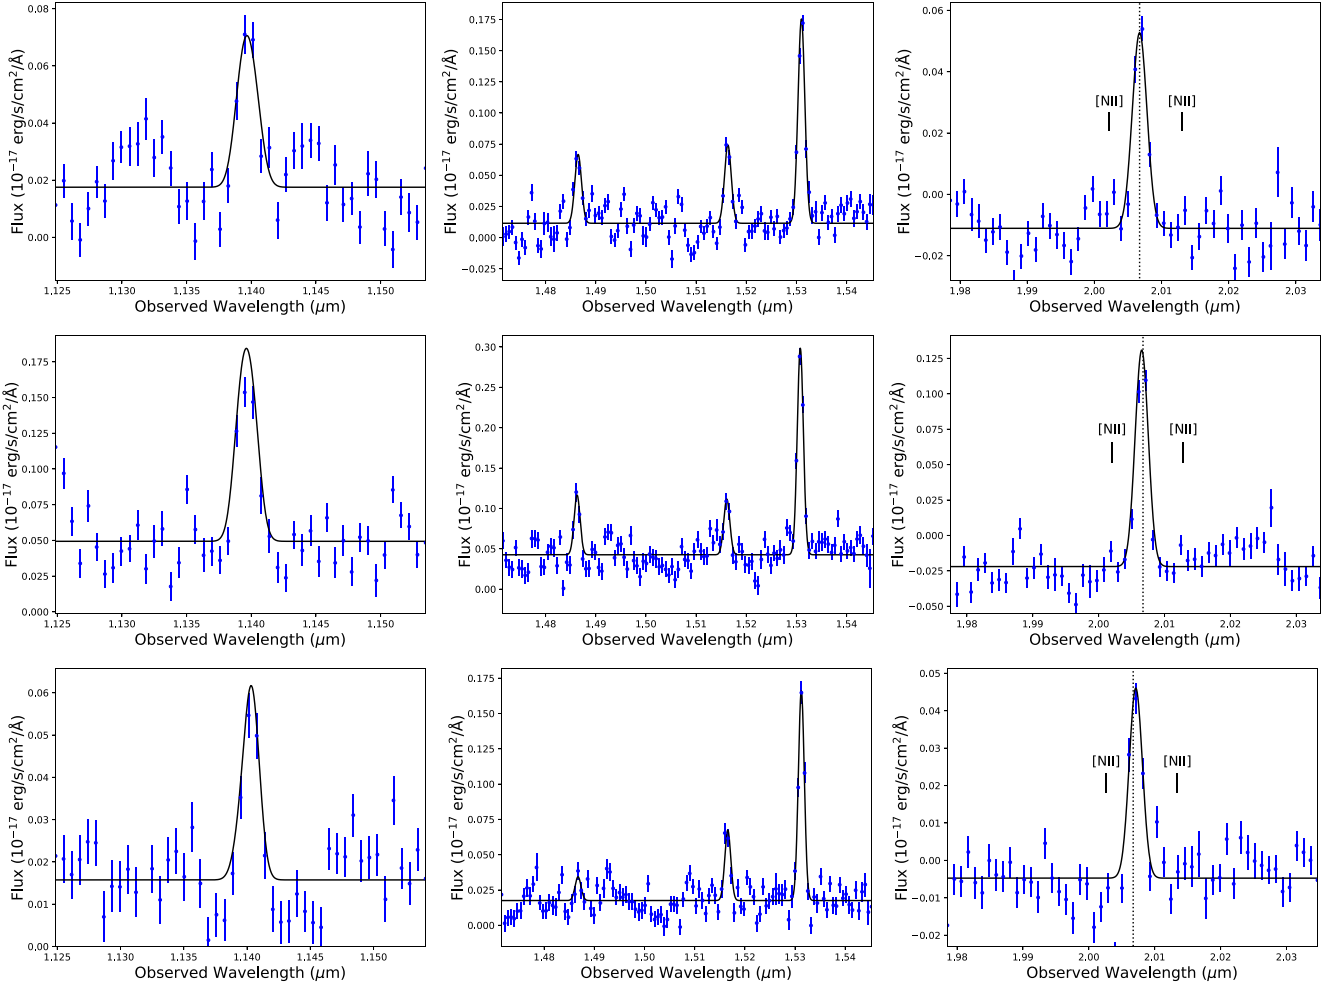 0.08
0.06
0.04
0.02
0.00
Flux (10⁻¹⁷ erg/s/cm²/Å)
1,125 1,130 1,135 1,140 1,145 1,150
Observed Wavelength (μm)
0.175
0.150
0.125
0.100
0.075
0.050
0.025
0.000
−0.025
Flux (10⁻¹⁷ erg/s/cm²/Å)
1,48 1,49 1,50 1,51 1,52 1,53 1,54
Observed Wavelength (μm)
0.06
0.04
0.02
0.00
−0.02
Flux (10⁻¹⁷ erg/s/cm²/Å)
[NII] [NII]
1,98 1,99 2,00 2,01 2,02 2,03
Observed Wavelength (μm)
0.175
0.150
0.125
0.100
0.075
0.050
0.025
0.000
Flux (10⁻¹⁷ erg/s/cm²/Å)
1,125 1,130 1,135 1,140 1,145 1,150
Observed Wavelength (μm)
0.30
0.25
0.20
0.15
0.10
0.05
0.00
Flux (10⁻¹⁷ erg/s/cm²/Å)
1,48 1,49 1,50 1,51 1,52 1,53 1,54
Observed Wavelength (μm)
0.125
0.100
0.075
0.050
0.025
0.000
−0.025
−0.050
Flux (10⁻¹⁷ erg/s/cm²/Å)
[NII] [NII]
1,98 1,99 2,00 2,01 2,02 2,03
Observed Wavelength (μm)
0.06
0.05
0.04
0.03
0.02
0.01
0.00
Flux (10⁻¹⁷ erg/s/cm²/Å)
1,125 1,130 1,135 1,140 1,145 1,150
Observed Wavelength (μm)
0.175
0.150
0.125
0.100
0.075
0.050
0.025
0.000
Flux (10⁻¹⁷ erg/s/cm²/Å)
1,48 1,49 1,50 1,51 1,52 1,53 1,54
Observed Wavelength (μm)
0.05
0.04
0.03
0.02
0.01
0.00
−0.01
−0.02
Flux (10⁻¹⁷ erg/s/cm²/Å)
[NII] [NII]
1,98 1,99 2,00 2,01 2,02 2,03
Observed Wavelength (μm)